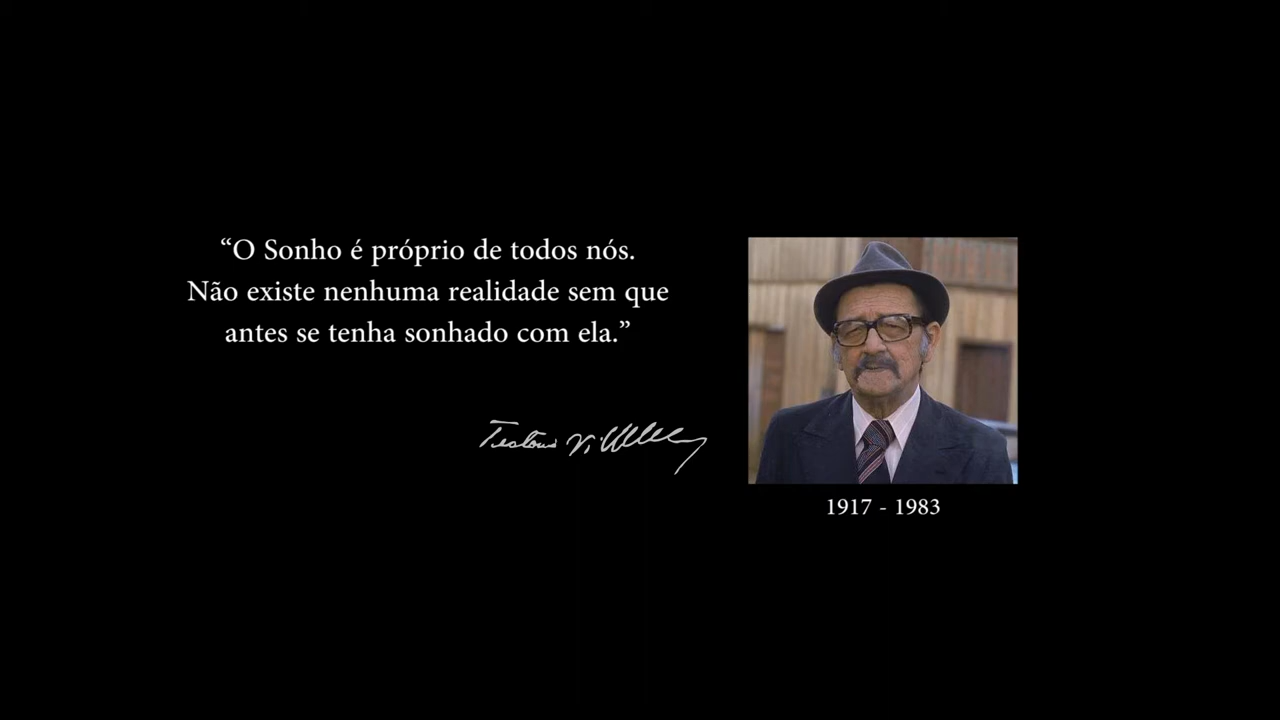 “O Sonho é próprio de todos nós.
Não existe nenhuma realidade sem que
antes se tenha sonhado com ela.”
1917 - 1983